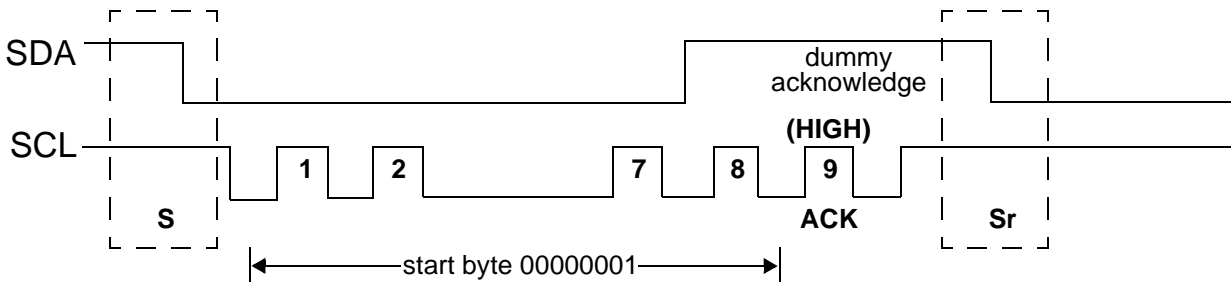 SDA
dummy
acknowledge
SCL
(HIGH)
1 2 7 8 9
S ACK Sr
start byte 00000001